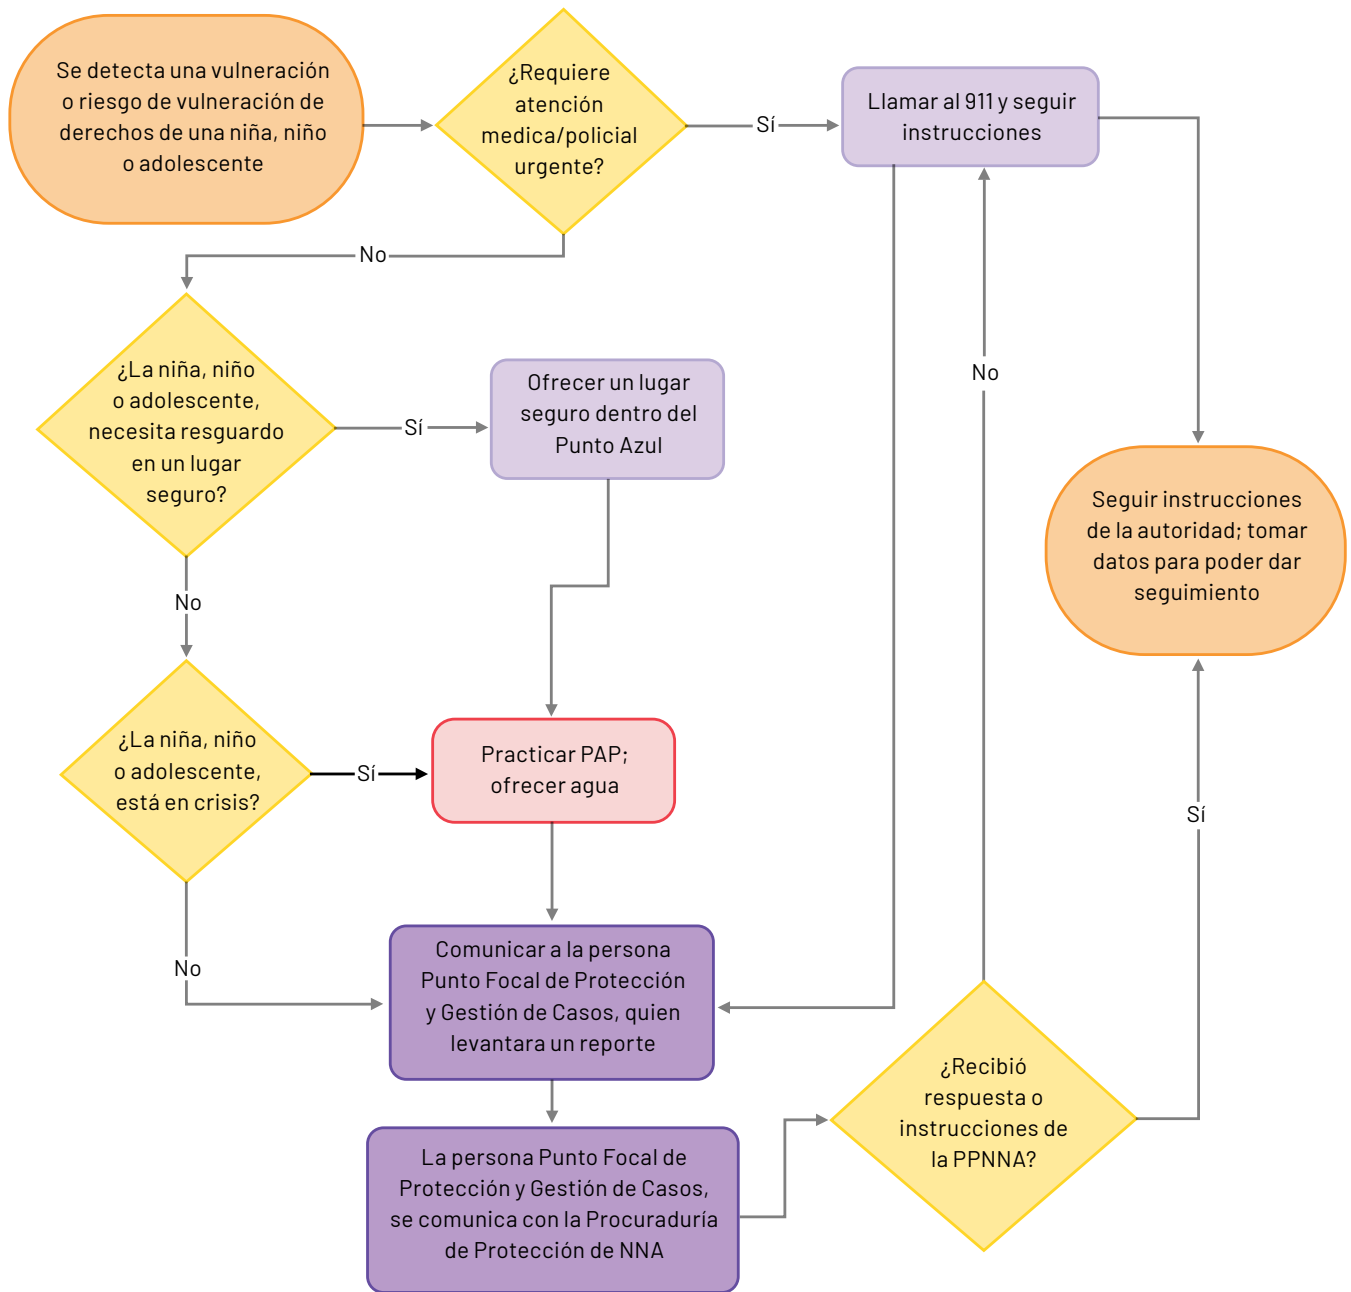 Se detecta una vulneración
o riesgo de vulneración de
derechos de una niña, niño
o adolescente
¿Requiere
atención
medica/policial
urgente?
Sí
Llamar al 911 y seguir
instrucciones
No
¿La niña, niño
o adolescente,
necesita resguardo
en un lugar
seguro?
Sí
Ofrecer un lugar
seguro dentro del
Punto Azul
No
Seguir instrucciones
de la autoridad; tomar
datos para poder dar
seguimiento
No
¿La niña, niño
o adolescente,
está en crisis?
Sí
Practicar PAP;
ofrecer agua
Sí
No
Comunicar a la persona
Punto Focal de Protección
y Gestión de Casos, quien
levantara un reporte
¿Recibió
respuesta o
instrucciones de
la PPNNA?
La persona Punto Focal de
Protección y Gestión de Casos,
se comunica con la Procuraduría
de Protección de NNA